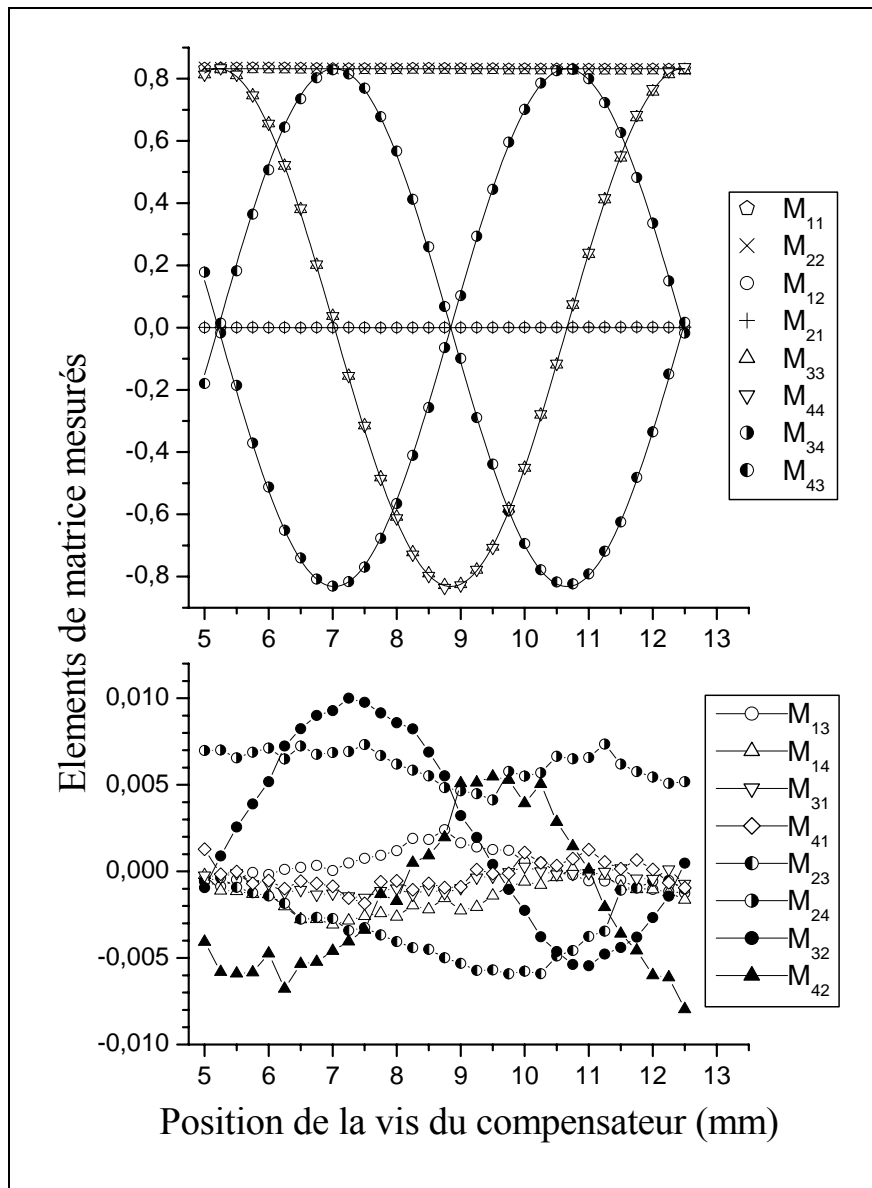 Elements de matrice mesurés
0,8
0,6
0,4
0,2
0,0
-0,2
-0,4
-0,6
-0,8
5 6 7 8 9 10 11 12 13
M11
M22
M12
M21
M33
M44
M34
M43
0,010
0,005
0,000
-0,005
-0,010
5 6 7 8 9 10 11 12 13
M13
M14
M31
M41
M23
M24
M32
M42
Position de la vis du compensateur (mm)